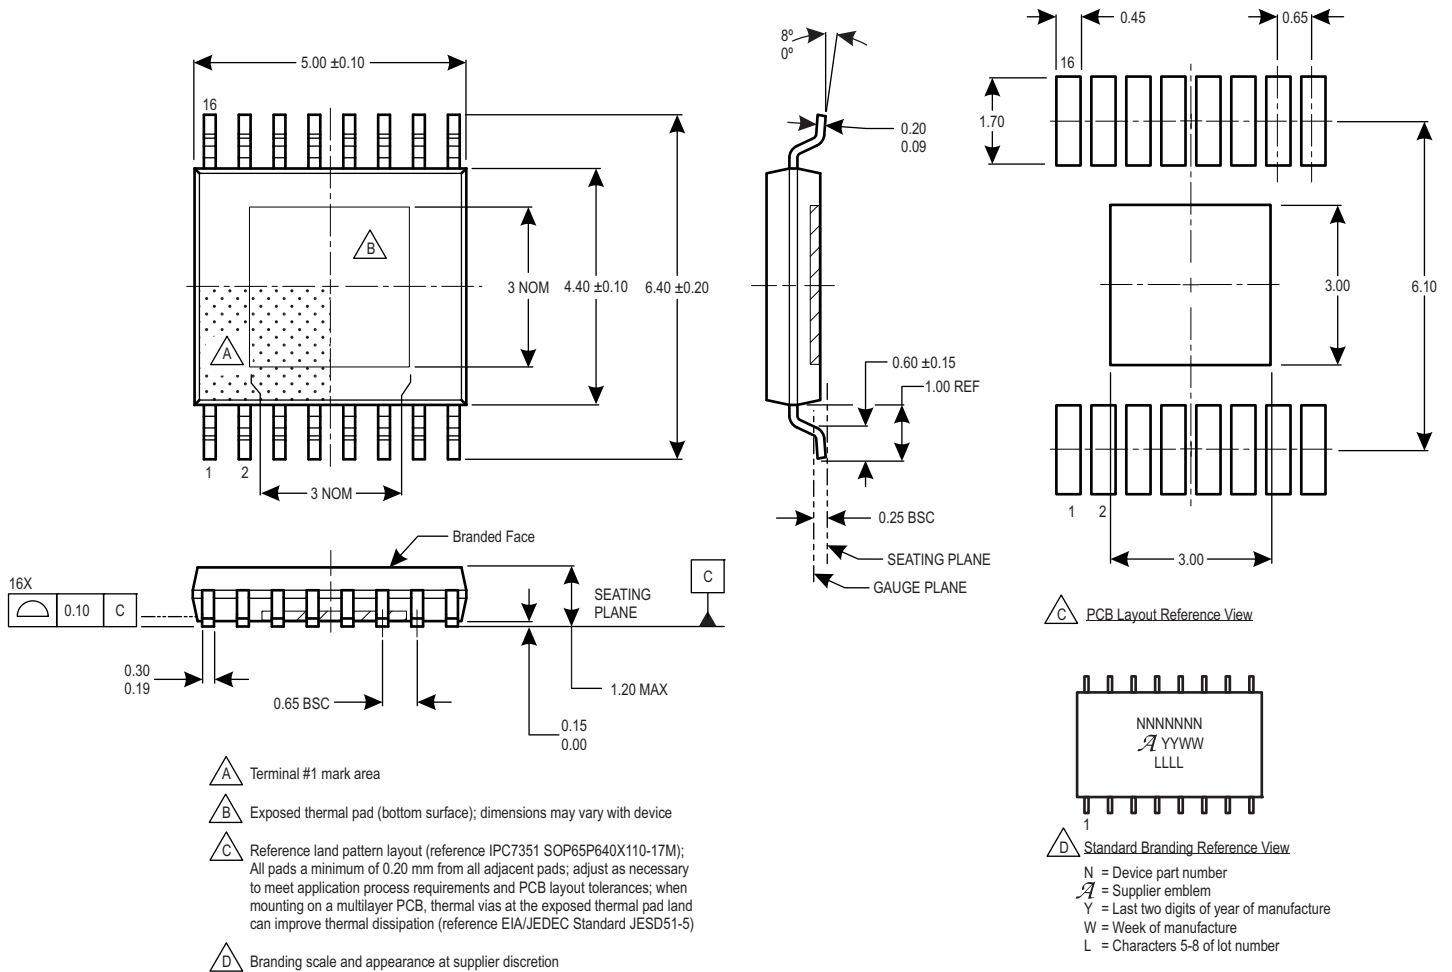 5.00 ±0.10
16
B
A
3 NOM
4.40 ±0.10
6.40 ±0.20
1
2
3 NOM
8º
0º
0.20
0.09
0.60 ±0.15
1.00 REF
0.25 BSC
SEATING PLANE
GAUGE PLANE
0.45
0.65
16
1.70
3.00
6.10
1
2
3.00
C PCB Layout Reference View
Branded Face
16X
0.10 C
SEATING
PLANE
C
0.30
0.19
0.65 BSC
1.20 MAX
0.15
0.00
A Terminal #1 mark area
B Exposed thermal pad (bottom surface); dimensions may vary with device
C Reference land pattern layout (reference IPC7351 SOP65P640X110-17M);
All pads a minimum of 0.20 mm from all adjacent pads; adjust as necessary
to meet application process requirements and PCB layout tolerances; when
mounting on a multilayer PCB, thermal vias at the exposed thermal pad land
can improve thermal dissipation (reference EIA/JEDEC Standard JESD51-5)
D Branding scale and appearance at supplier discretion
NNNNNNN
A YYWW
LLLL
1
D Standard Branding Reference View
N = Device part number
A = Supplier emblem
Y = Last two digits of year of manufacture
W = Week of manufacture
L = Characters 5-8 of lot number